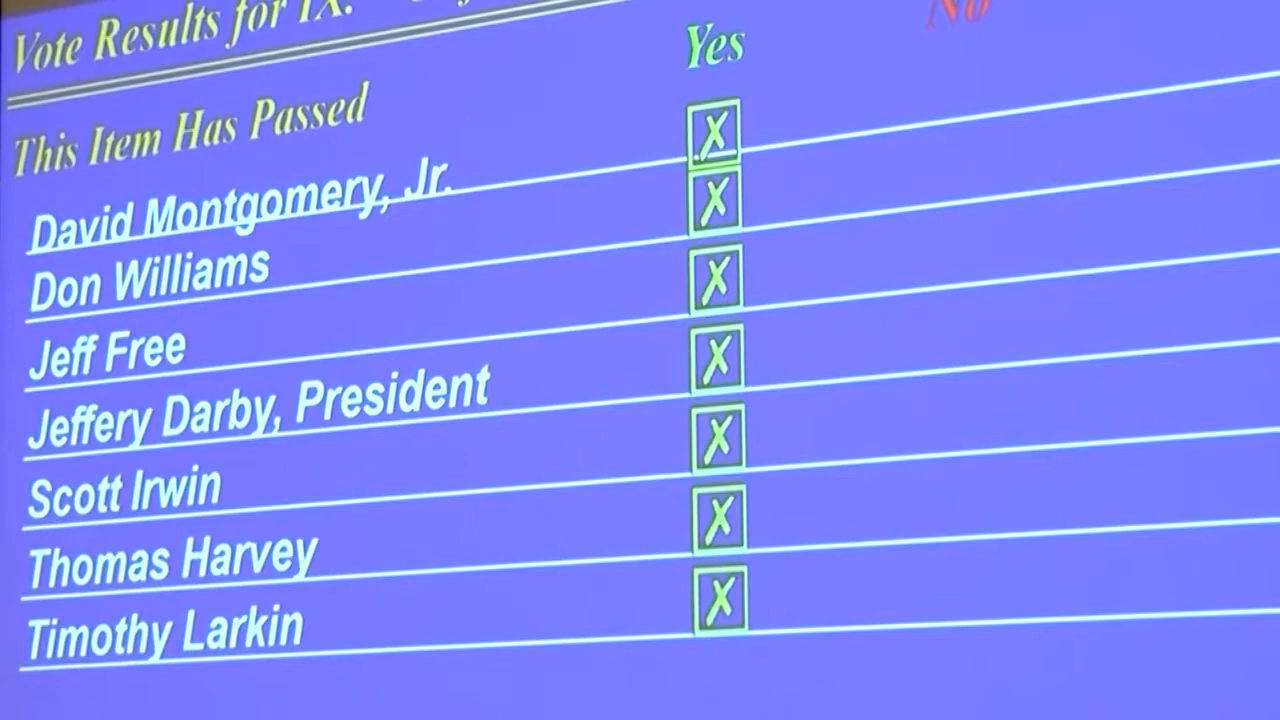 Vote Results for IX.
Yes
No
This Item Has Passed
David Montgomery, Jr. X
Don Williams X
Jeff Free X
Jeffery Darby, President X
Scott Irwin X
Thomas Harvey X
Timothy Larkin X